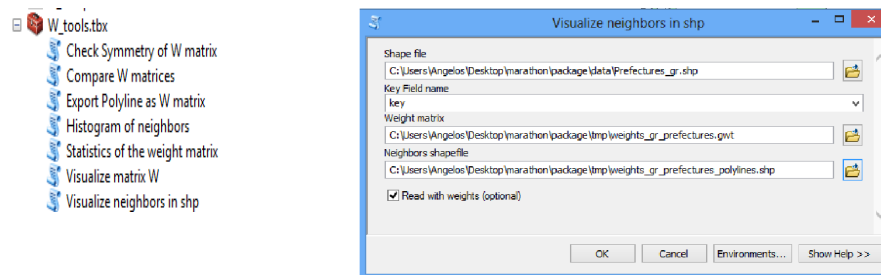 W_tools.tbx
Check Symmetry of W matrix
Compare W matrices
Export Polyline as W matrix
Histogram of neighbors
Statistics of the weight matrix
Visualize matrix W
Visualize neighbors in shp
Visualize neighbors in shp
Shape file
C:\Users\Angelos\Desktop\marathon\package\data\Prefectures_gr.shp
Key Field name
key
Weight matrix
C:\Users\Angelos\Desktop\marathon\package\tmp\weights_gr_prefectures.gwt
Neighbors shapefile
C:\Users\Angelos\Desktop\marathon\package\tmp\weights_gr_prefectures_polylines.shp
Read with weights (optional)
OK Cancel Environments... Show Help >>